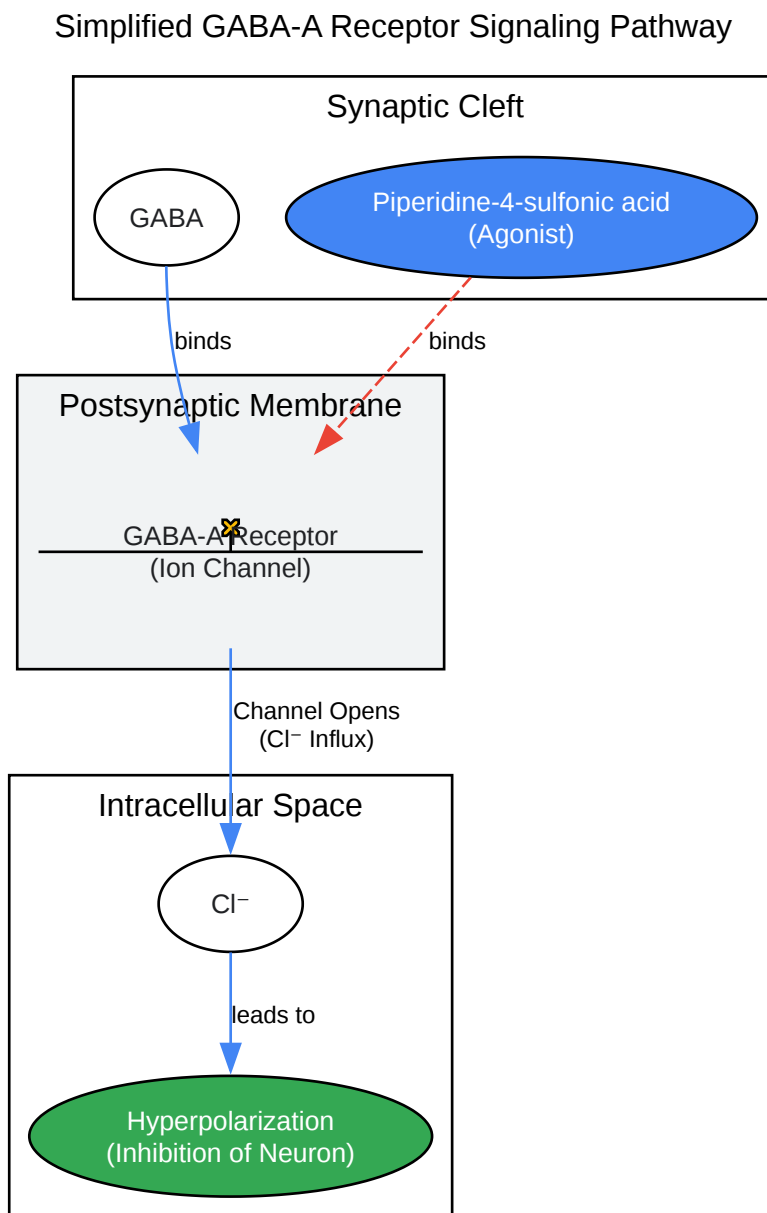 Simplified GABA-A Receptor Signaling Pathway
Synaptic Cleft
GABA
Piperidine-4-sulfonic acid
(Agonist)
binds
binds
Postsynaptic Membrane
GABA-A Receptor
(Ion Channel)
Channel Opens
(Cl⁻ Influx)
Intracellular Space
Cl⁻
leads to
Hyperpolarization
(Inhibition of Neuron)